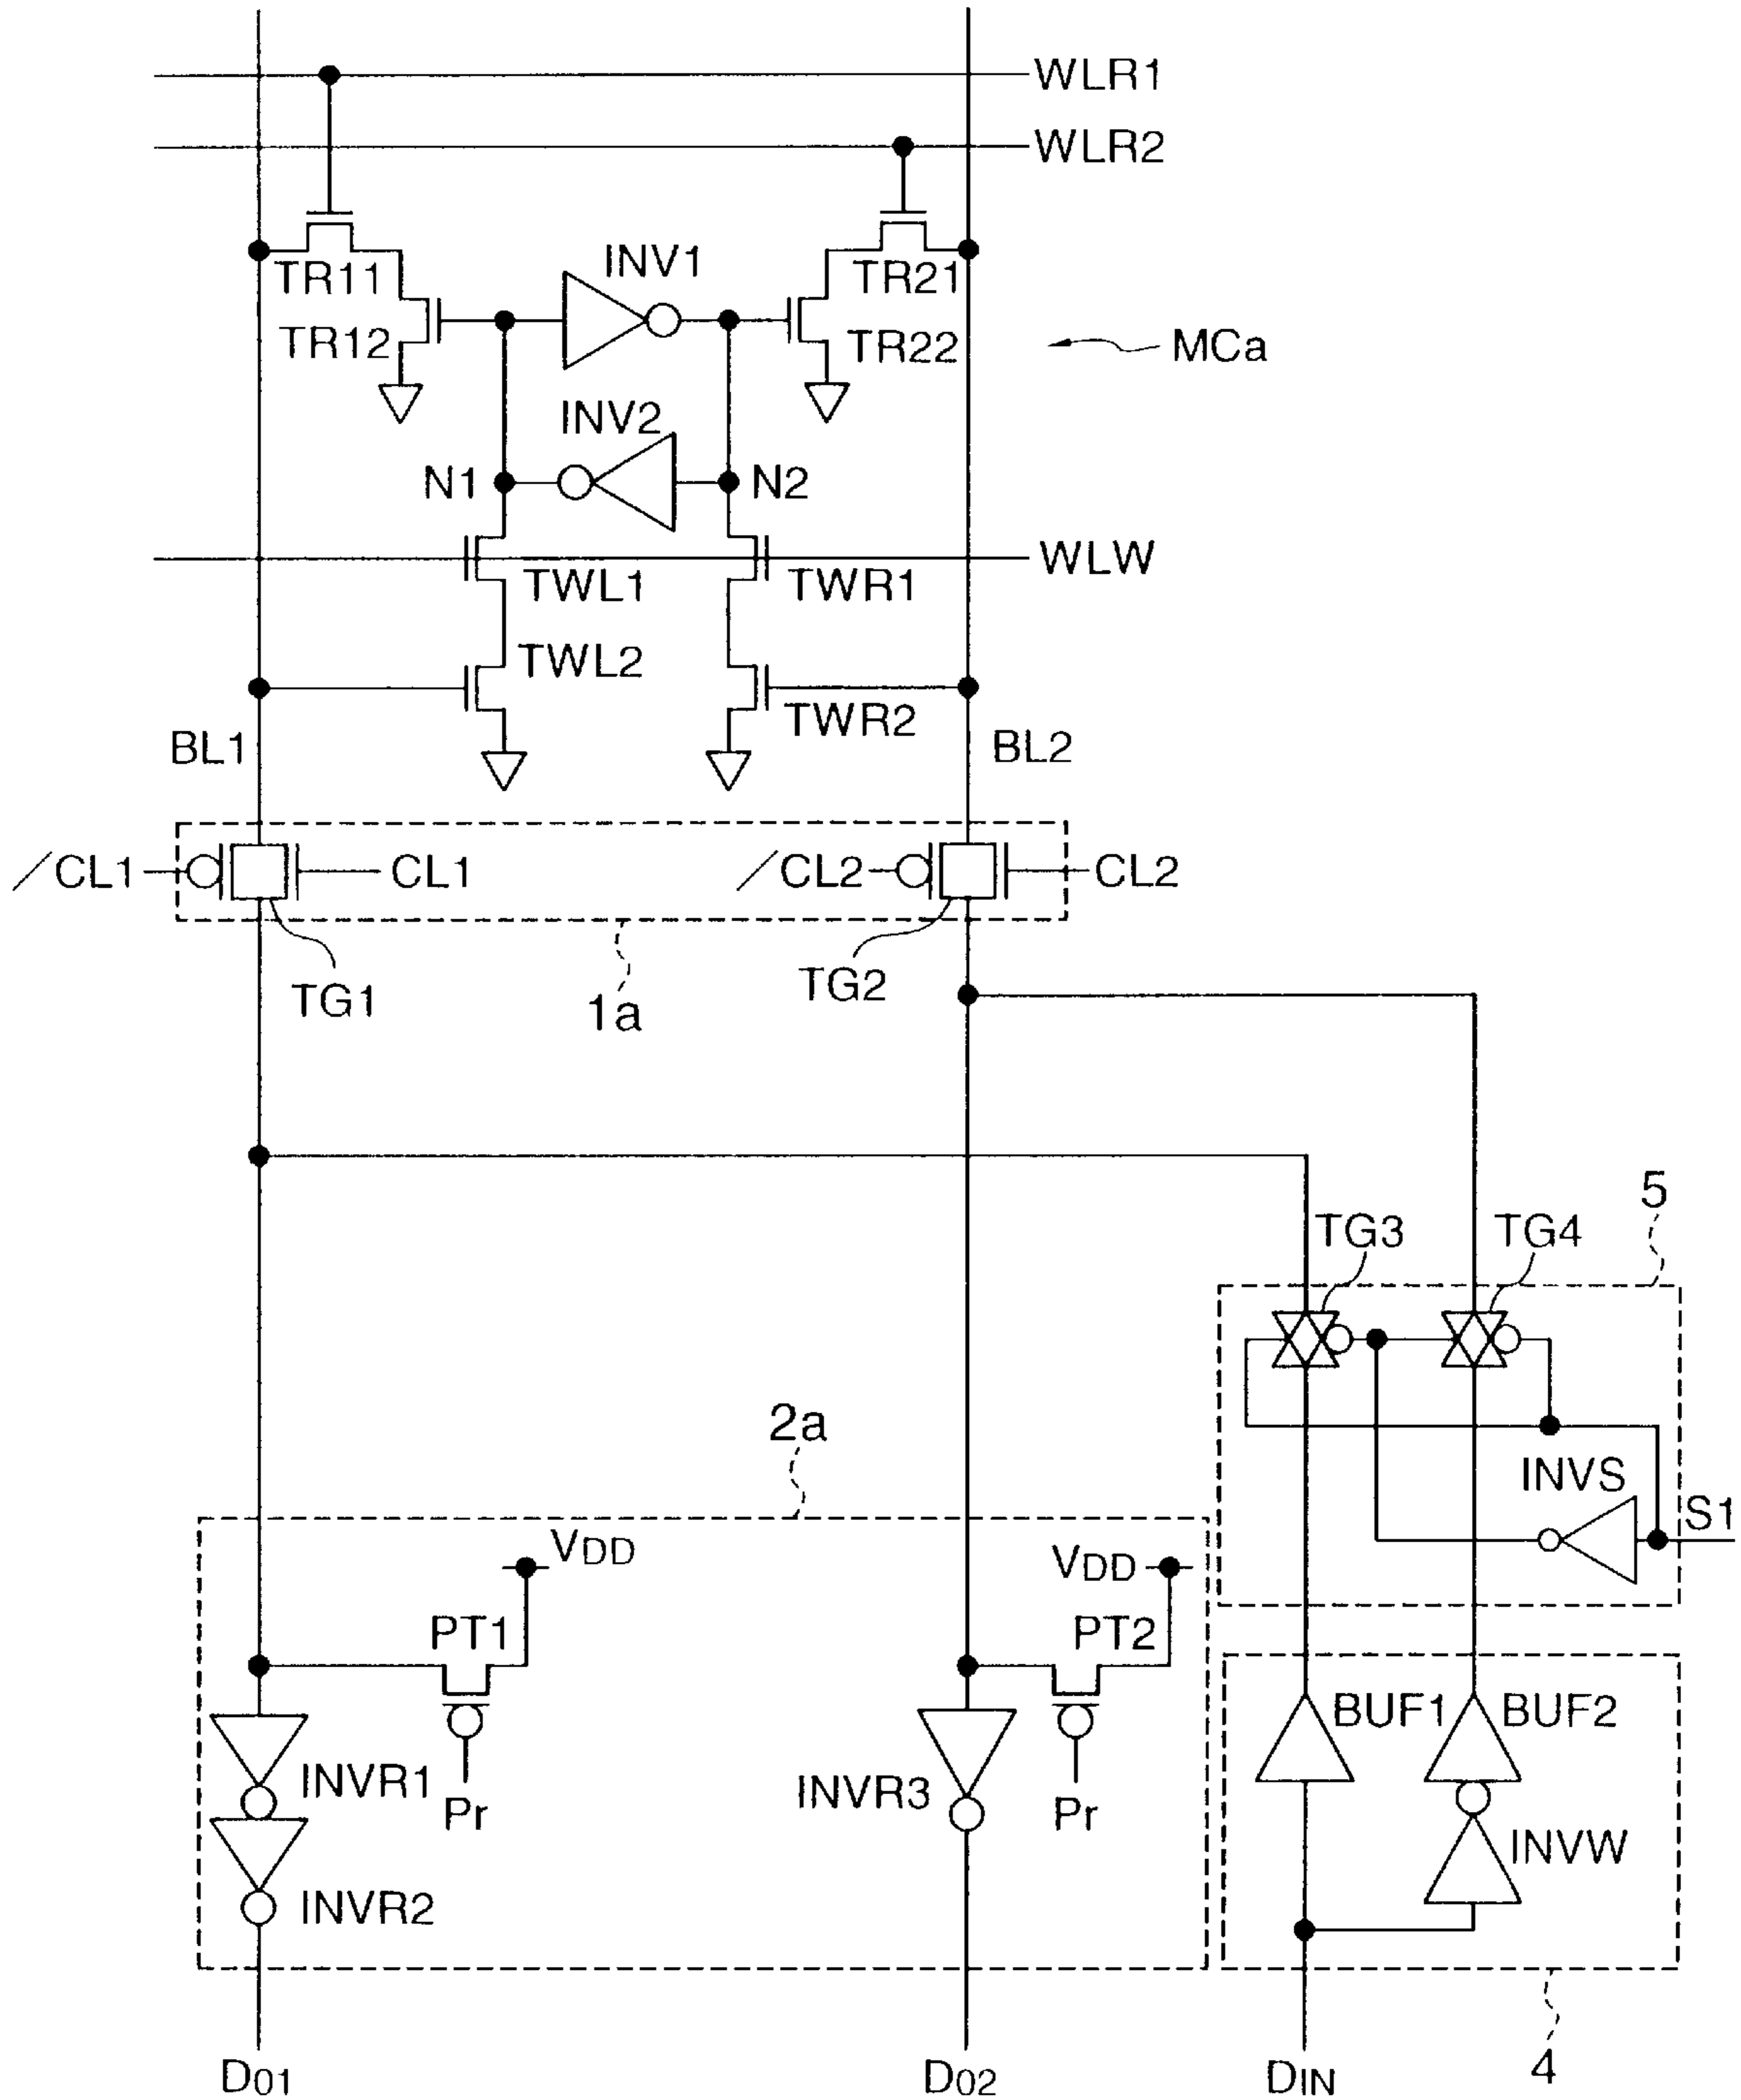 WLR1
WLR2
TR11
INV1
TR21
TR12
TR22
MCa
INV2
N1
N2
WLW
TWL1
TWR1
TWL2
TWR2
BL1
BL2
/CL1
CL1
/CL2
CL2
TG1
1a
TG2
5
TG3
TG4
2a
INVS
S1
VDD
VDD
PT1
PT2
BUF1
BUF2
INVR1
Pr
INVR3
Pr
INVW
INVR2
D01
D02
DIN
4